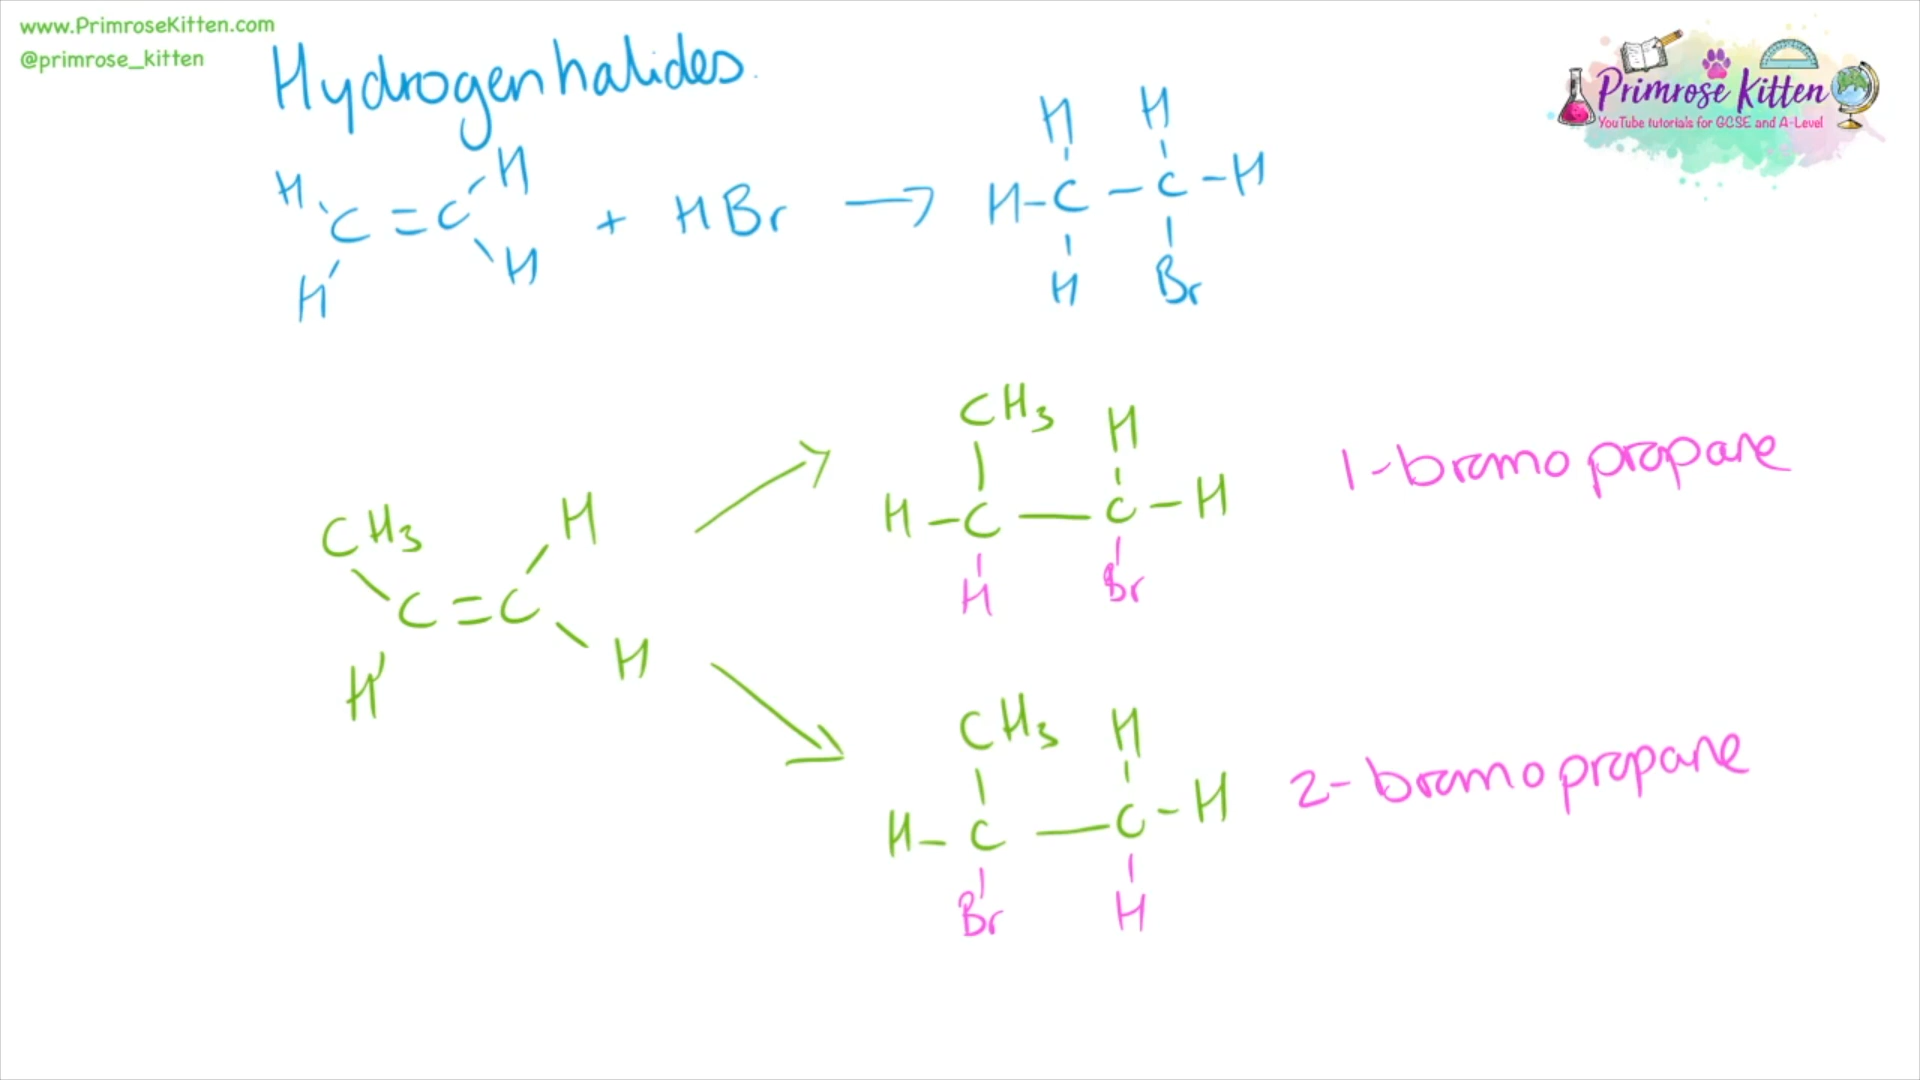 www.PrimroseKitten.com
@primrose_kitten
Primrose Kitten
YouTube tutorials for GCSE and A-Level
Hydrogen halides.
H H
H H
H C = C + H Br → H - C - C - H
H H
H Br
CH3 H
1-bromo propane
H - C - C - H
CH3 H
H Br
C = C
H H
CH3 H
2-bromo propane
H - C - C - H
Br H